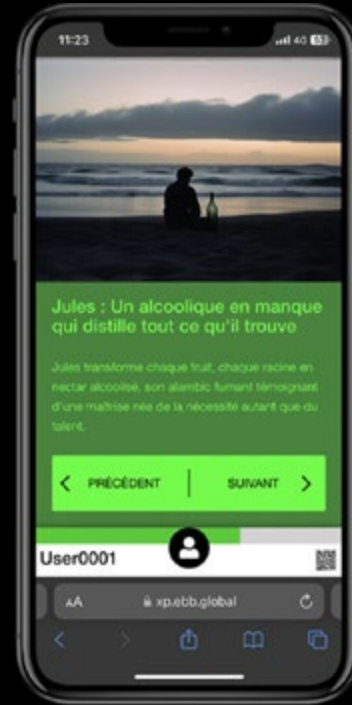 11:23
4G 53
Jules : Un alcoolique en manque
qui distille tout ce qu'il trouve
Jules transforme chaque fruit, chaque racine en
nectar alcoolisé, son alambic fumant témoignant
d'une maîtrise née de la nécessité autant que du
talent.
PRÉCÉDENT SUIVANT
User0001
AA xp.ebb.global